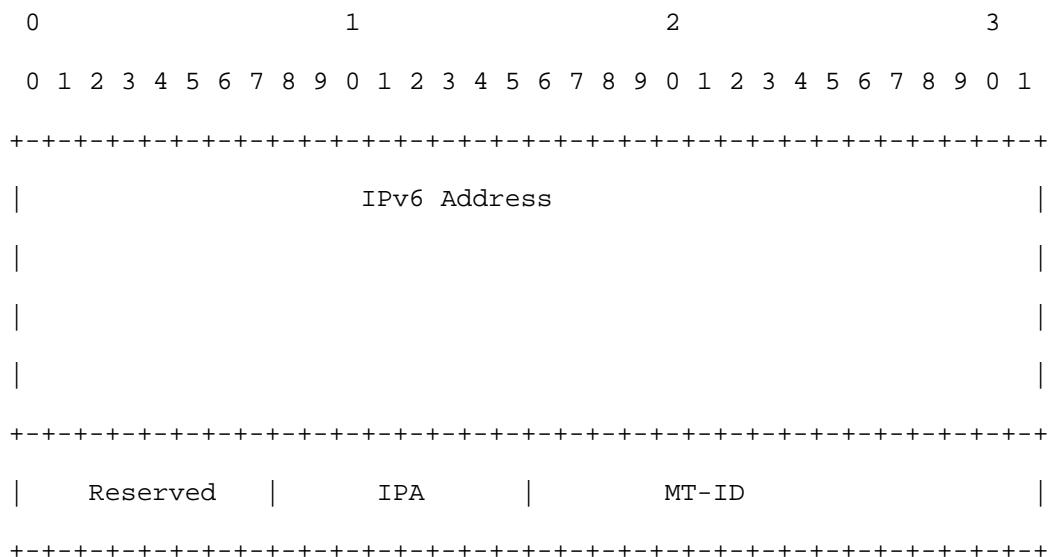 0                   1                   2                   3
 0 1 2 3 4 5 6 7 8 9 0 1 2 3 4 5 6 7 8 9 0 1 2 3 4 5 6 7 8 9 0 1
+-+-+-+-+-+-+-+-+-+-+-+-+-+-+-+-+-+-+-+-+-+-+-+-+-+-+-+-+-+-+-+-+
|                     IPv6 Address                              |
|                                                               |
|                                                               |
|                                                               |
+-+-+-+-+-+-+-+-+-+-+-+-+-+-+-+-+-+-+-+-+-+-+-+-+-+-+-+-+-+-+-+-+
|    Reserved   |      IPA      |        MT-ID                  |
+-+-+-+-+-+-+-+-+-+-+-+-+-+-+-+-+-+-+-+-+-+-+-+-+-+-+-+-+-+-+-+-+